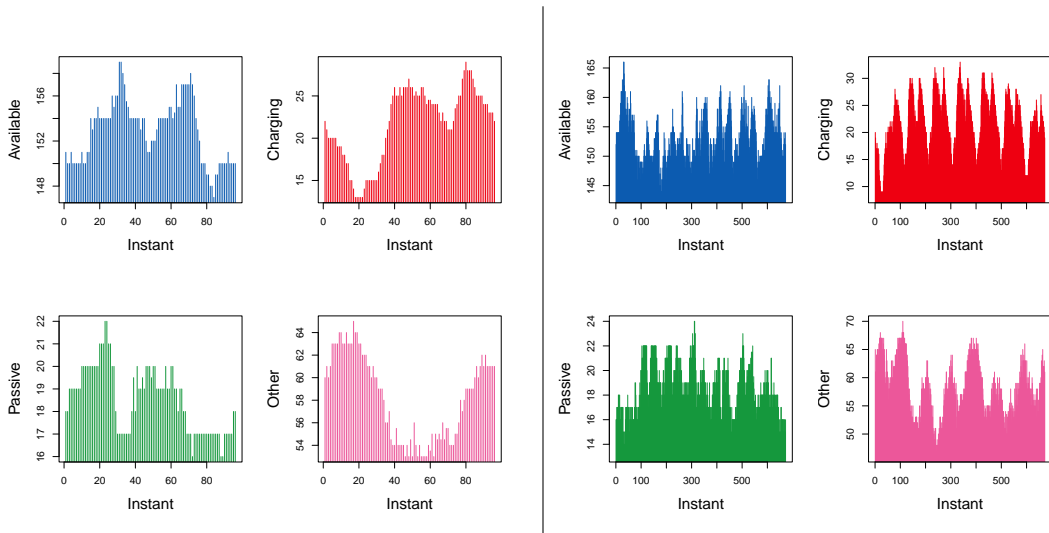 Available
148 152 156
0 20 40 60 80
Instant
Charging
15 20 25
0 20 40 60 80
Instant
Available
145 150 155 160 165
0 100 300 500
Instant
Charging
10 15 20 25 30
0 100 300 500
Instant
Passive
16 17 18 19 20 21 22
0 20 40 60 80
Instant
Other
54 56 58 60 62 64
0 20 40 60 80
Instant
Passive
14 16 18 20 22 24
0 100 300 500
Instant
Other
50 55 60 65 70
0 100 300 500
Instant